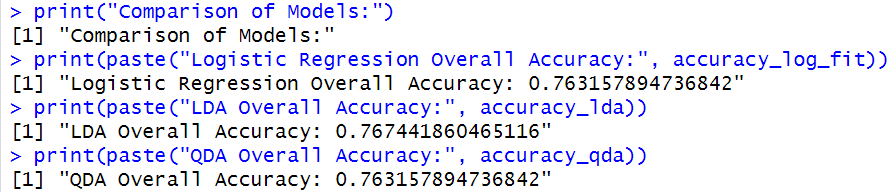 > print("Comparison of Models:")
[1] "Comparison of Models:"
> print(paste("Logistic Regression Overall Accuracy:", accuracy_log_fit))
[1] "Logistic Regression Overall Accuracy: 0.763157894736842"
> print(paste("LDA Overall Accuracy:", accuracy_lda))
[1] "LDA Overall Accuracy: 0.767441860465116"
> print(paste("QDA Overall Accuracy:", accuracy_qda))
[1] "QDA Overall Accuracy: 0.763157894736842"